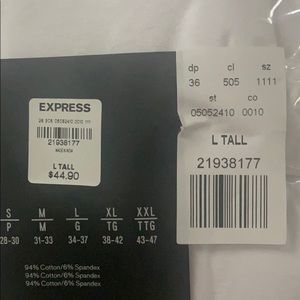 EXPRESS
21938177
L TALL
$44.90
dp cl sz
36 505 1111
st co
05052410 0010
L TALL
21938177
S M L XL XXL
P M G TG TTG
28-30 31-33 34-37 38-42 43-47
94% Cotton/6% Spandex
94% Cotton/6% Spandex
94% Cotton/6% Spandex